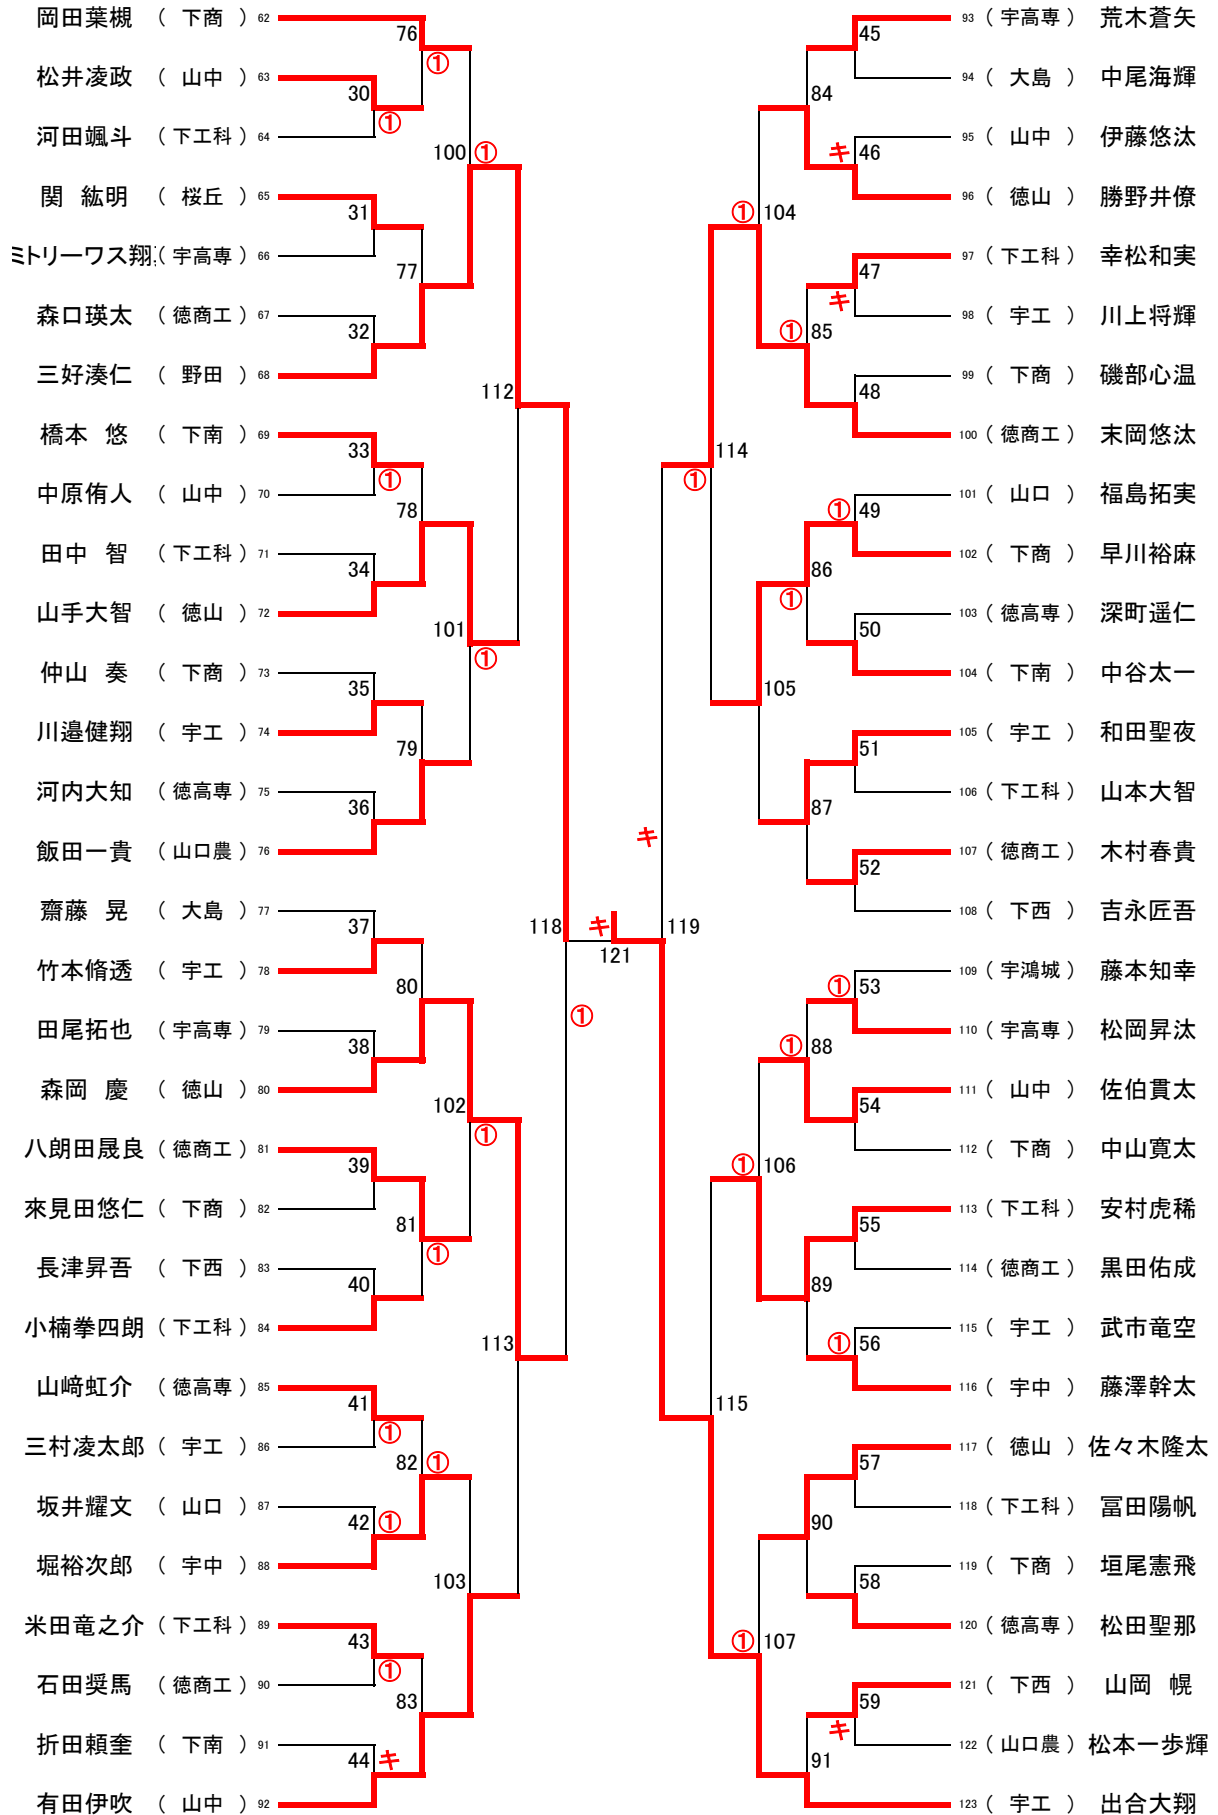 岡田葉槻 （ 下商 ） 62
松井凌政 （ 山中 ） 63
河田颯斗 （ 下工科 ） 64
関 紘明 （ 桜丘 ） 65
ミトリーワス翔 （ 宇高専 ） 66
森口瑛太 （ 徳商工 ） 67
三好湊仁 （ 野田 ） 68
橋本 悠 （ 下南 ） 69
中原侑人 （ 山中 ） 70
田中 智 （ 下工科 ） 71
山手大智 （ 徳山 ） 72
仲山 奏 （ 下商 ） 73
川邉健翔 （ 宇工 ） 74
河内大知 （ 徳高専 ） 75
飯田一貴 （ 山口農 ） 76
齋藤 晃 （ 大島 ） 77
竹本脩透 （ 宇工 ） 78
田尾拓也 （ 宇高専 ） 79
森岡 慶 （ 徳山 ） 80
八朗田晟良 （ 徳商工 ） 81
來見田悠仁 （ 下商 ） 82
長津昇吾 （ 下西 ） 83
小楠拳四朗 （ 下工科 ） 84
山﨑虹介 （ 徳高専 ） 85
三村凌太郎 （ 宇工 ） 86
坂井耀文 （ 山口 ） 87
堀裕次郎 （ 宇中 ） 88
米田竜之介 （ 下工科 ） 89
石田奨馬 （ 徳商工 ） 90
折田頼奎 （ 下南 ） 91
有田伊吹 （ 山中 ） 92
30 ①
31
32
33 ①
34
35
36
37
38
39
40
41 ①
42 ①
43 ①
44 キ
76 ①
77
78
79
80
81 ①
82 ①
83
100 ①
101 ①
102 ①
103
112
113
118 ①
キ
121
キ
119
114 ①
115
104 ①
105
106 ①
107 ①
84
85 ①
86 ①
87
88 ①
89
90
91
45
46 キ
47 キ
48
49 ①
50
51
52
53 ①
54
55
56 ①
57
58
59 キ
93 （ 宇高専 ） 荒木蒼矢
94 （ 大島 ） 中尾海輝
95 （ 山中 ） 伊藤悠汰
96 （ 徳山 ） 勝野井僚
97 （ 下工科 ） 幸松和実
98 （ 宇工 ） 川上将輝
99 （ 下商 ） 磯部心温
100 （ 徳商工 ） 末岡悠汰
101 （ 山口 ） 福島拓実
102 （ 下商 ） 早川裕麻
103 （ 徳高専 ） 深町遥仁
104 （ 下南 ） 中谷太一
105 （ 宇工 ） 和田聖夜
106 （ 下工科 ） 山本大智
107 （ 徳商工 ） 木村春貴
108 （ 下西 ） 吉永匠吾
109 （ 宇鴻城 ） 藤本知幸
110 （ 宇高専 ） 松岡昇汰
111 （ 山中 ） 佐伯貫太
112 （ 下商 ） 中山寛太
113 （ 下工科 ） 安村虎稀
114 （ 徳商工 ） 黒田佑成
115 （ 宇工 ） 武市竜空
116 （ 宇中 ） 藤澤幹太
117 （ 徳山 ） 佐々木隆太
118 （ 下工科 ） 冨田陽帆
119 （ 下商 ） 垣尾憲飛
120 （ 徳高専 ） 松田聖那
121 （ 下西 ） 山岡 幌
122 （ 山口農 ） 松本一歩輝
123 （ 宇工 ） 出合大翔